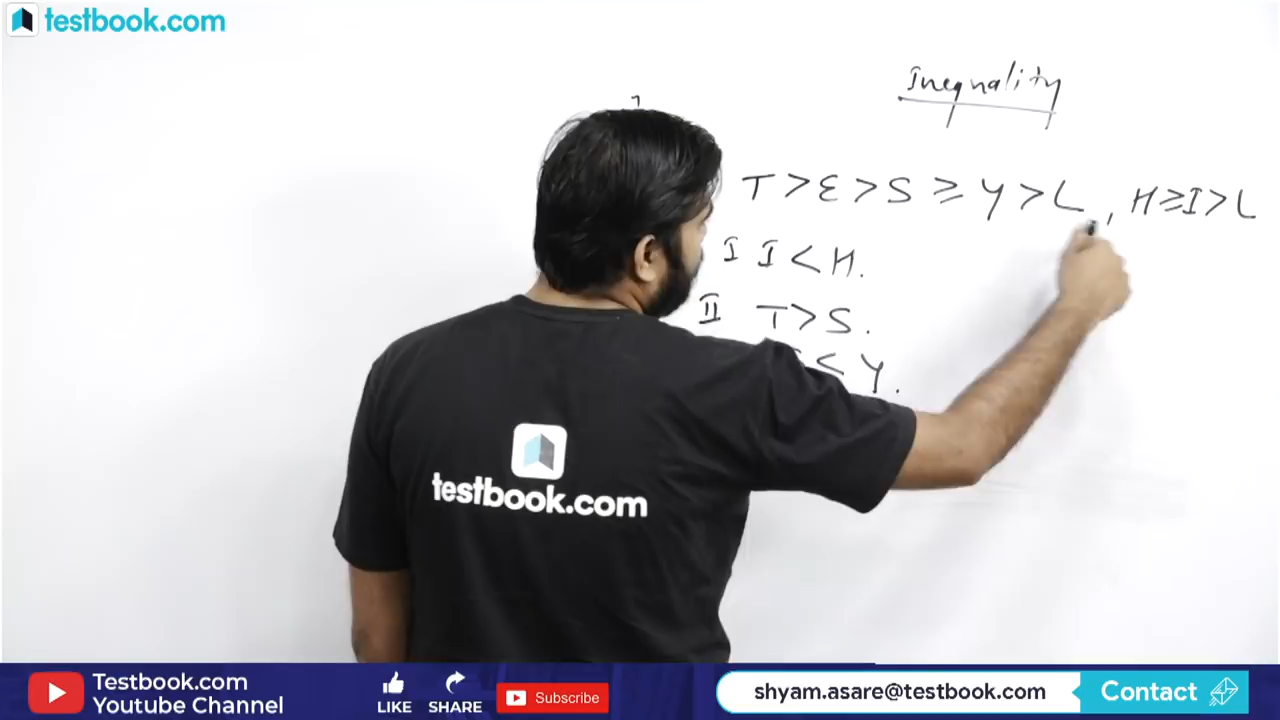 testbook.com
Inequality
T > E > S ≥ Y > L , H ≥ I > L
I I < H.
II T > S.
< Y.
testbook.com
Testbook.com
YouTube Channel
LIKE
SHARE
Subscribe
shyam.asare@testbook.com
Contact